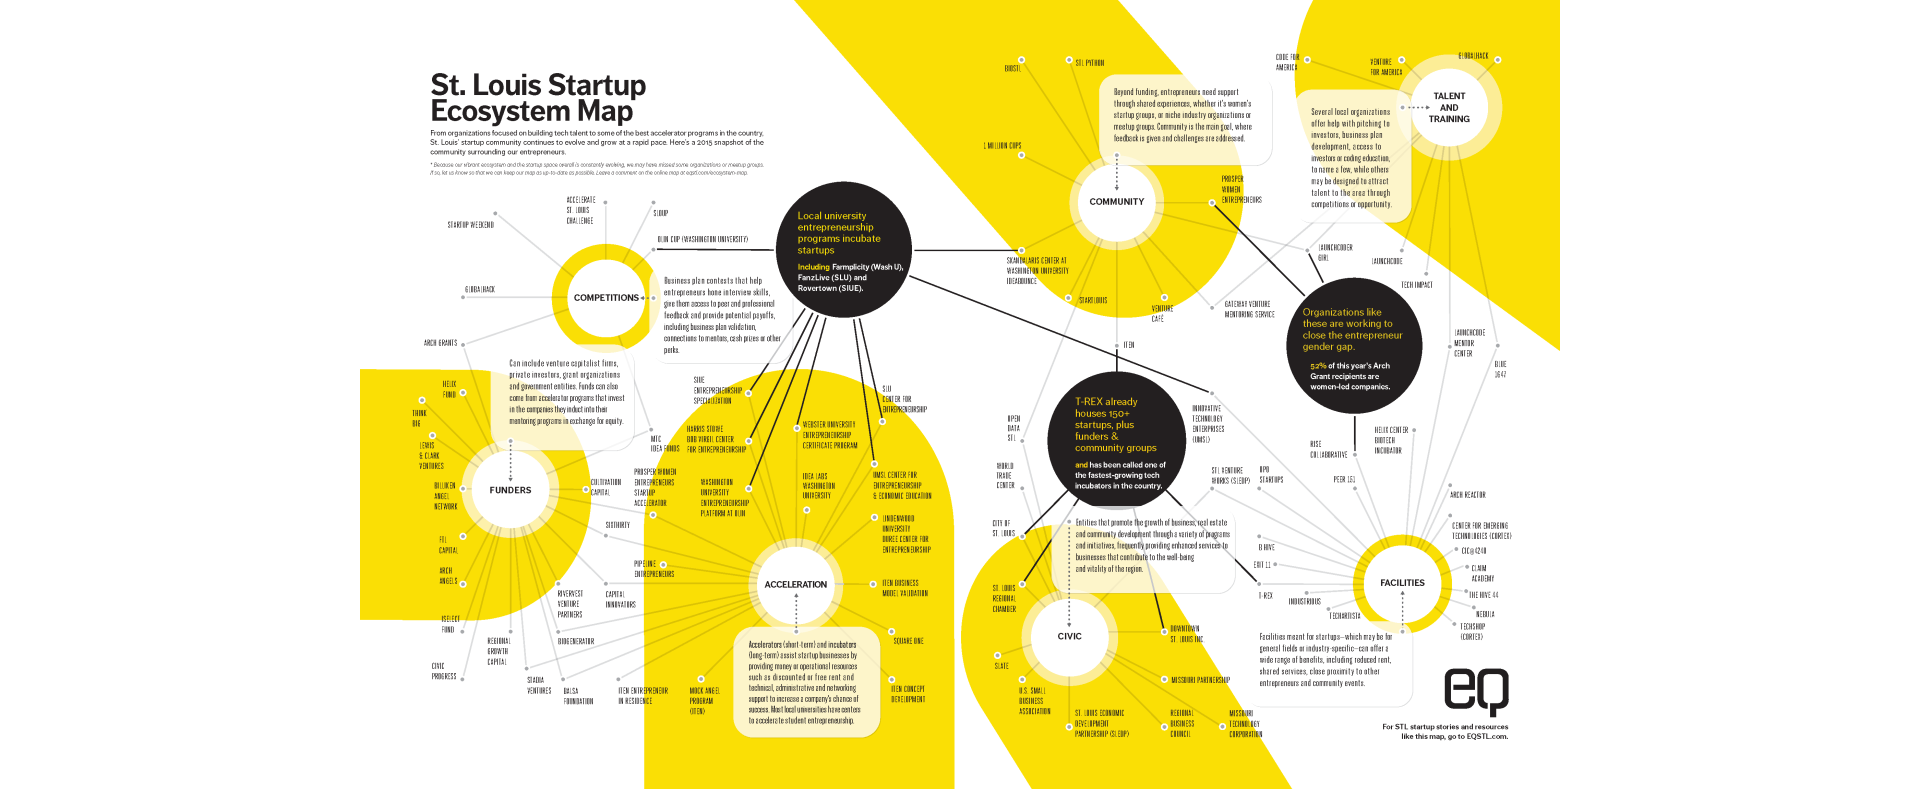 St. Louis Startup
Ecosystem Map
From organizations focused on building tech talent to some of the best accelerator programs in the country,
St. Louis' startup community continues to evolve and grow at a rapid pace. Here's a 2015 snapshot of the
community surrounding our entrepreneurs.
* Because our vibrant ecosystem and the startup space overall is constantly evolving, we may have missed some organizations or meetup groups.
If so, let us know so that we can keep our map as up-to-date as possible. Leave a comment on the online map at eqstl.com/ecosystem-map.
STARTUP WEEKEND
ACCELERATE
ST. LOUIS
CHALLENGE
SLUUP
OLIN CUP (WASHINGTON UNIVERSITY)
GLOBALHACK
ARCH GRANTS
COMPETITIONS
Business plan contests that help
entrepreneurs hone interview skills,
give them access to peer and professional
feedback and provide potential payoffs,
including business plan validation,
connections to mentors, cash prizes or other
perks.
Local university
entrepreneurship
programs incubate
startups
Including Farmplicity (Wash U),
FanzLive (SLU) and
Rovertown (SIUE).
Can include venture capitalist firms,
private investors, grant organizations
and government entities. Funds can also
come from accelerator programs that invest
in the companies they induct into their
mentoring programs in exchange for equity.
FUNDERS
HELIX
FUND
THINK
BIG
LEWIS
& CLARK
VENTURES
BILLIKEN
ANGEL
NETWORK
FTL
CAPITAL
ARCH
ANGELS
ISELECT
FUND
CIVIC
PROGRESS
REGIONAL
GROWTH
CAPITAL
STADIA
VENTURES
BALSA
FOUNDATION
BIOGENERATOR
RIVERVEST
VENTURE
PARTNERS
CAPITAL
INNOVATORS
ITEN ENTREPRENEUR
IN RESIDENCE
PIPELINE
ENTREPRENEURS
SIXTHIRTY
CULTIVATION
CAPITAL
PROSPER WOMEN
ENTREPRENEURS
STARTUP
ACCELERATOR
MTC
IDEA FUNDS
SIUE
ENTREPRENEURSHIP
SPECIALIZATION
HARRIS STOWE
BOB VIRGIL CENTER
FOR ENTREPRENEURSHIP
WASHINGTON
UNIVERSITY
ENTREPRENEURSHIP
PLATFORM AT OLIN
WEBSTER UNIVERSITY
ENTREPRENEURSHIP
CERTIFICATE PROGRAM
IDEA LABS
WASHINGTON
UNIVERSITY
SLU
CENTER FOR
ENTREPRENEURSHIP
UMSL CENTER FOR
ENTREPRENEURSHIP
& ECONOMIC EDUCATION
LINDENWOOD
UNIVERSITY
DUREE CENTER FOR
ENTREPRENEURSHIP
ITEN BUSINESS
MODEL VALIDATION
SQUARE ONE
ITEN CONCEPT
DEVELOPMENT
MOCK ANGEL
PROGRAM
(ITEN)
ACCELERATION
Accelerators (short-term) and incubators
(long-term) assist startup businesses by
providing money or operational resources
such as discounted or free rent and
technical, administrative and networking
support to increase a company's chance of
success. Most local universities have centers
to accelerate student entrepreneurship.
BIOSTL
STL PYTHON
1 MILLION CUPS
Beyond funding, entrepreneurs need support
through shared experiences, whether it's women's
startup groups, or niche industry organizations or
meetup groups. Community is the main goal, where
feedback is given and challenges are addressed.
COMMUNITY
PROSPER
WOMEN
ENTREPRENEURS
SKANDALARIS CENTER AT
WASHINGTON UNIVERSITY
IDEABOUNCE
STARTLOUIS
VENTURE
CAFÉ
GATEWAY VENTURE
MENTORING SERVICE
ITEN
LAUNCHCODER
GIRL
CODE FOR
AMERICA
VENTURE
FOR AMERICA
GLOBALHACK
TALENT
AND
TRAINING
Several local organizations
offer help with pitching to
investors, business plan
development, access to
investors or coding education,
to name a few, while others
may be designed to attract
talent to the area through
competitions or opportunity.
LAUNCHCODE
TECH IMPACT
LAUNCHCODE
MENTOR
CENTER
BLUE
1647
Organizations like
these are working to
close the entrepreneur
gender gap.
52% of this year's Arch
Grant recipients are
women-led companies.
T-REX already
houses 150+
startups, plus
funders &
community groups
and has been called one of
the fastest-growing tech
incubators in the country.
OPEN
DATA
STL
WORLD
TRADE
CENTER
CITY OF
ST. LOUIS
ST. LOUIS
REGIONAL
CHAMBER
Entities that promote the growth of business, real estate
and community development through a variety of programs
and initiatives, frequently providing enhanced services to
businesses that contribute to the well-being
and vitality of the region.
CIVIC
SLATE
U.S. SMALL
BUSINESS
ASSOCIATION
ST. LOUIS ECONOMIC
DEVELOPMENT
PARTNERSHIP (SLEDP)
REGIONAL
BUSINESS
COUNCIL
MISSOURI
TECHNOLOGY
CORPORATION
MISSOURI PARTNERSHIP
DOWNTOWN
ST LOUIS INC
INNOVATIVE
TECHNOLOGY
ENTERPRISES
(UMSL)
STL VENTURE
WORKS (SLEDP)
OPO
STARTUPS
RISE
COLLABORATIVE
HELIX CENTER
BIOTECH
INCUBATOR
PEER 161
ARCH REACTOR
CENTER FOR EMERGING
TECHNOLOGIES (CORTEX)
CIC@4240
CLAIM
ACADEMY
THE HIVE 44
NEBULA
TECHSHOP
(CORTEX)
B HIVE
EXIT 11
T-REX
INDUSTRIOUS
TECHARTISTA
FACILITIES
Facilities meant for startups—which may be for
general fields or industry-specific—can offer a
wide range of benefits, including reduced rent,
shared services, close proximity to other
entrepreneurs and community events.
eQ
For STL startup stories and resources
like this map, go to EQSTL.com.